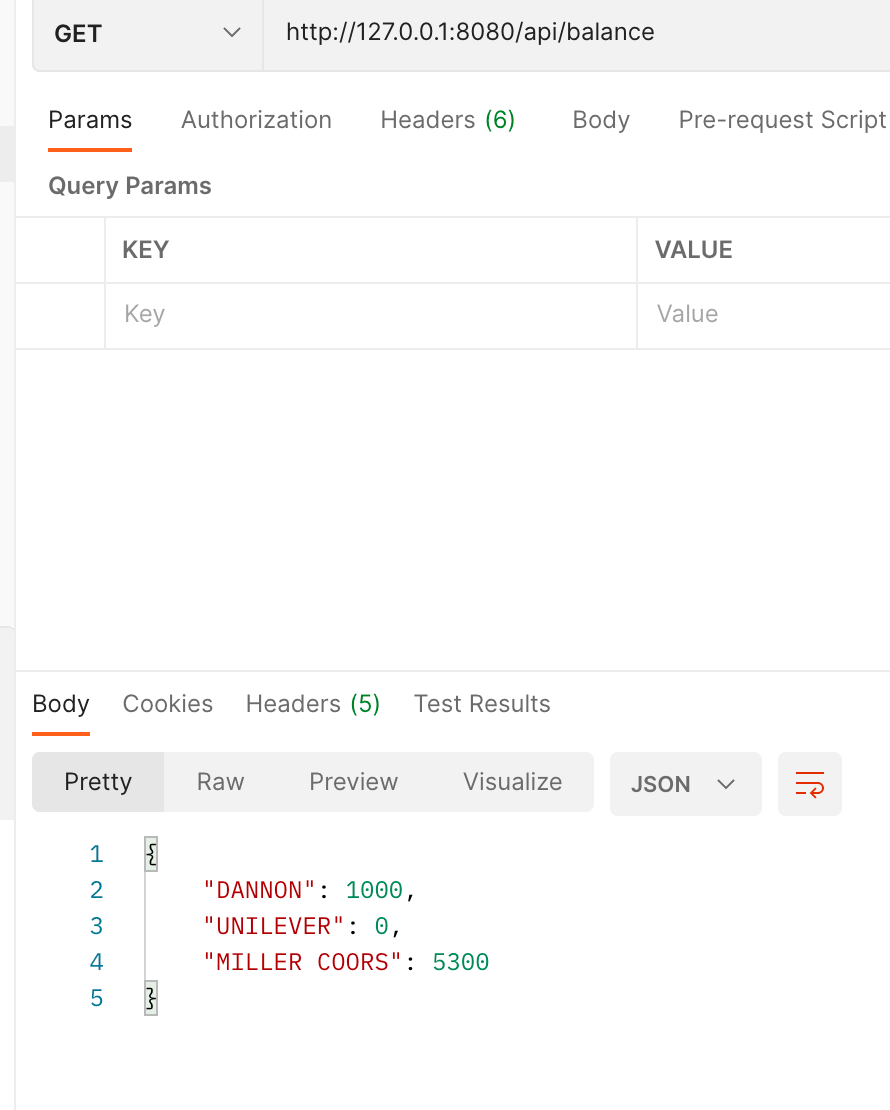 GET http://127.0.0.1:8080/api/balance
Params Authorization Headers (6) Body Pre-request Script
Query Params
KEY VALUE
Key Value
Body Cookies Headers (5) Test Results
Pretty Raw Preview Visualize JSON
1 {
2 "DANNON": 1000,
3 "UNILEVER": 0,
4 "MILLER COORS": 5300
5 }